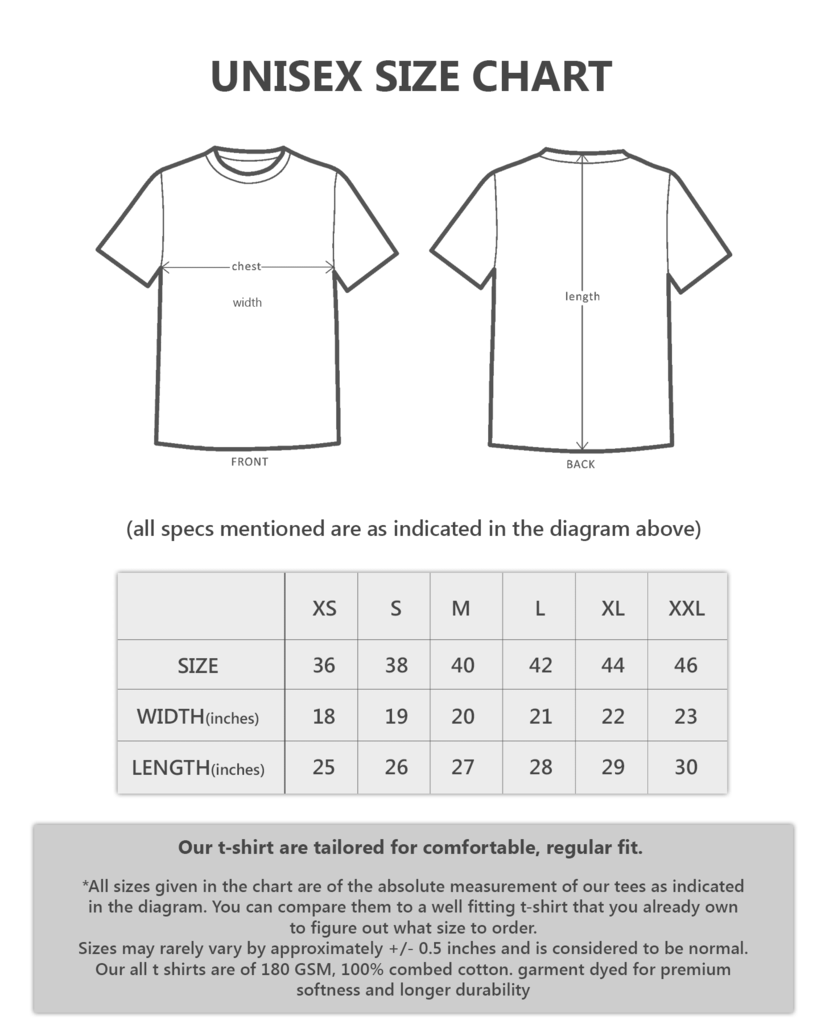 UNISEX SIZE CHART
chest
width
length
FRONT
BACK
(all specs mentioned are as indicated in the diagram above)
XS S M L XL XXL
SIZE 36 38 40 42 44 46
WIDTH(inches) 18 19 20 21 22 23
LENGTH(inches) 25 26 27 28 29 30
Our t-shirt are tailored for comfortable, regular fit.
*All sizes given in the chart are of the absolute measurement of our tees as indicated
in the diagram. You can compare them to a well fitting t-shirt that you already own
to figure out what size to order.
Sizes may rarely vary by approximately +/- 0.5 inches and is considered to be normal.
Our all t shirts are of 180 GSM, 100% combed cotton. garment dyed for premium
softness and longer durability